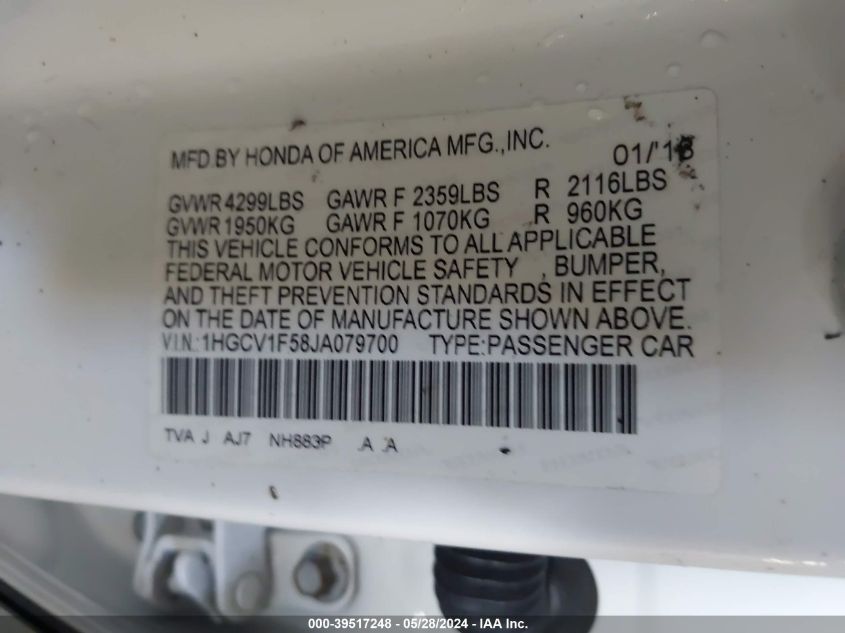 MFD BY HONDA OF AMERICA MFG.,INC. 01/'18
GVWR 4299LBS GAWR F 2359LBS R 2116LBS
GVWR 1950KG GAWR F 1070KG R 960KG
THIS VEHICLE CONFORMS TO ALL APPLICABLE
FEDERAL MOTOR VEHICLE SAFETY , BUMPER,
AND THEFT PREVENTION STANDARDS IN EFFECT
ON THE DATE OF MANUFACTURE SHOWN ABOVE.
VIN.:1HGCV1F58JA079700 TYPE:PASSENGER CAR
TVA J AJ7 NH883P .A .A
000-39517248 - 05/28/2024 - IAA Inc.